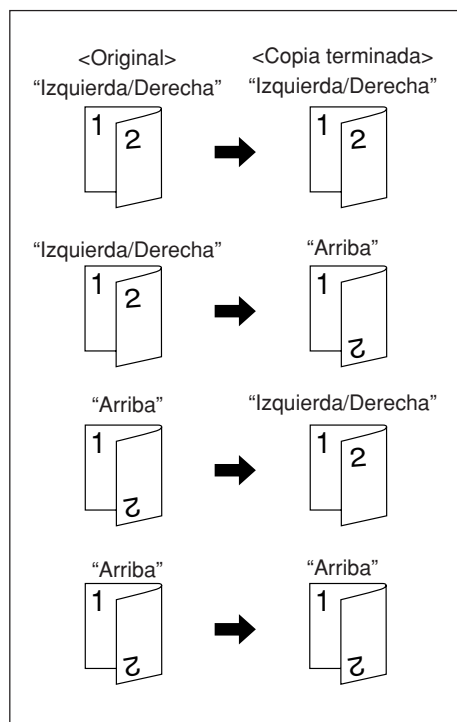 <Original> <Copia terminada>
“Izquierda/Derecha” “Izquierda/Derecha”
1 2 1 2
“Izquierda/Derecha” “Arriba”
1 2 1 2
“Arriba” “Izquierda/Derecha”
1 2 1 2
“Arriba” “Arriba”
1 2 1 2